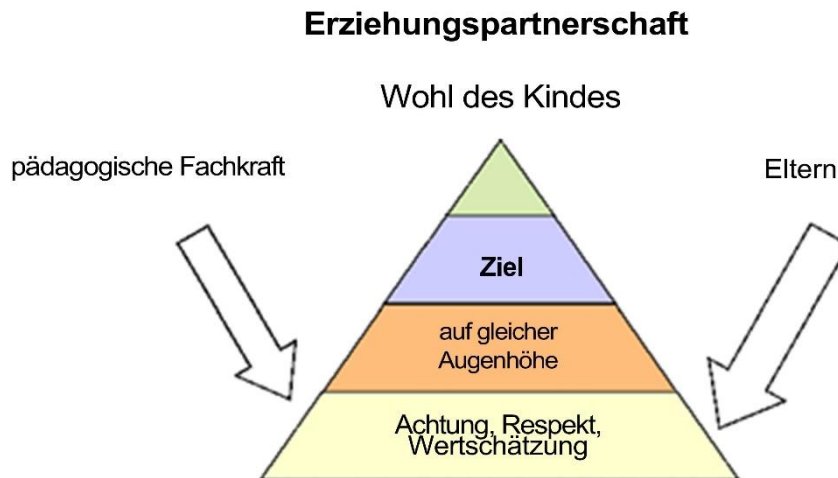 Erziehungspartnerschaft
Wohl des Kindes
pädagogische Fachkraft
Eltern
Ziel
auf gleicher
Augenhöhe
Achtung, Respekt,
Wertschätzung